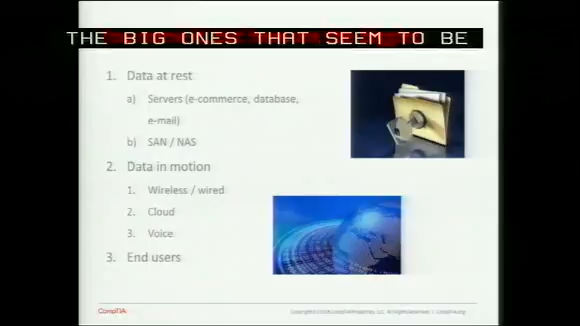 THE BIG ONES THAT SEEM TO BE
1. Data at rest
a) Servers (e-commerce, database,
e-mail)
b) SAN / NAS
2. Data in motion
1. Wireless / wired
2. Cloud
3. Voice
3. End users
CompTIA